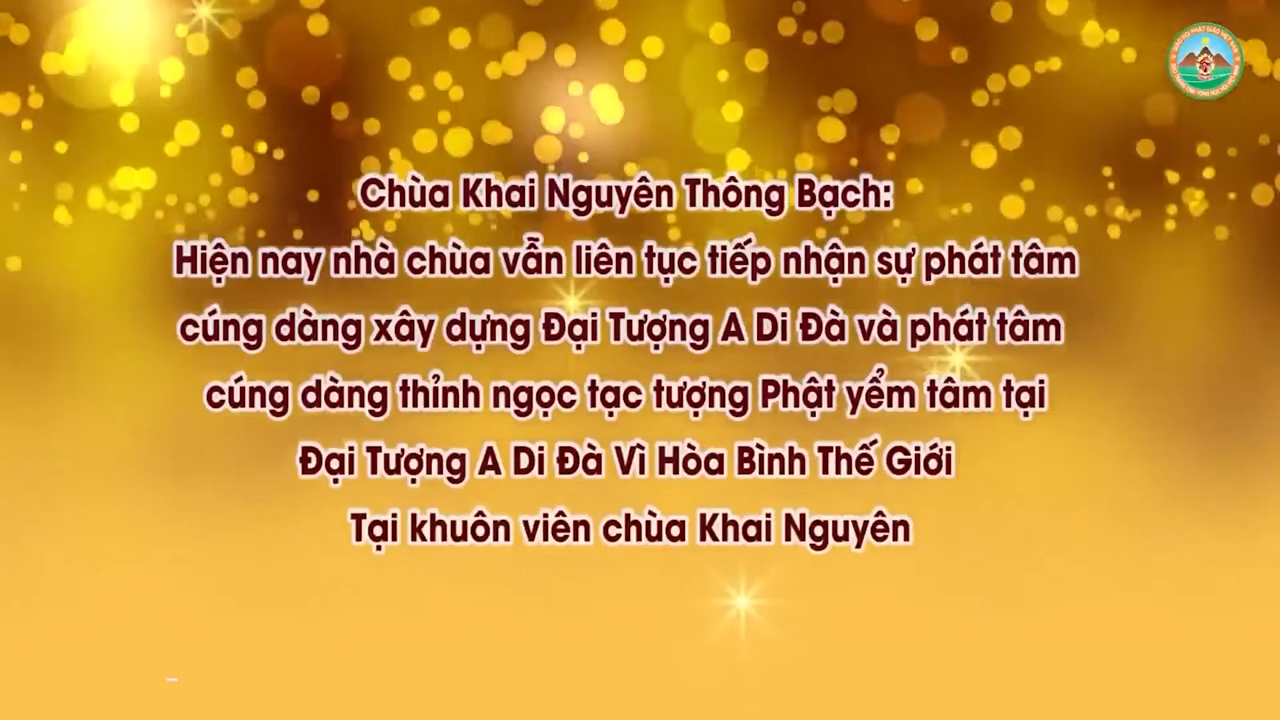 Chùa Khai Nguyên Thông Bạch:
Hiện nay nhà chùa vẫn liên tục tiếp nhận sự phát tâm
cúng dàng xây dựng Đại Tượng A Di Đà và phát tâm
cúng dàng thỉnh ngọc tạc tượng Phật yểm tâm tại
Đại Tượng A Di Đà Vì Hòa Bình Thế Giới
Tại khuôn viên chùa Khai Nguyên